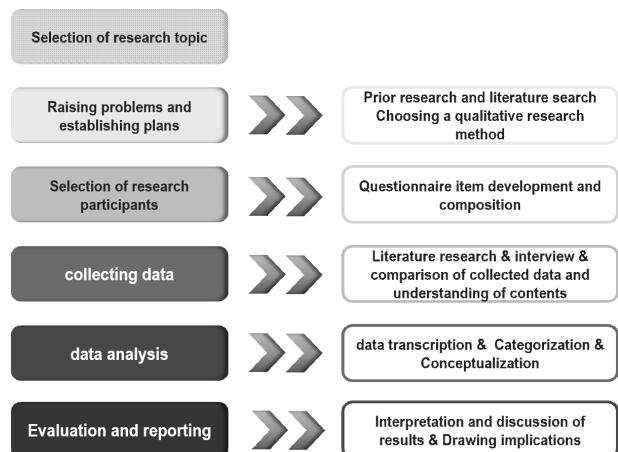 Selection of research topic
Raising problems and
establishing plans
Prior research and literature search
Choosing a qualitative research
method
Selection of research
participants
Questionnaire item development and
composition
collecting data
Literature research & interview &
comparison of collected data and
understanding of contents
data analysis
data transcription & Categorization &
Conceptualization
Evaluation and reporting
Interpretation and discussion of
results & Drawing implications